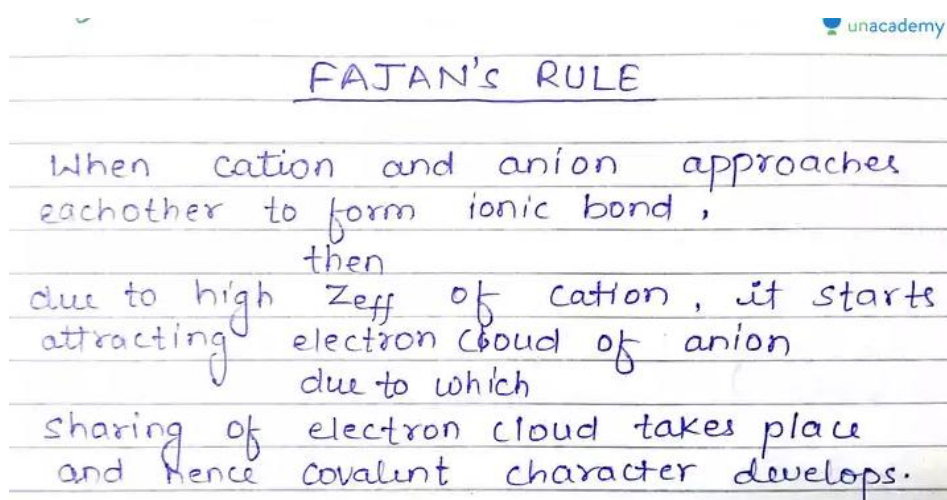 unacademy
FAJAN's RULE
When cation and anion approaches
eachother to form ionic bond,
then
due to high Zeff of cation, it starts
attracting electron cloud of anion
due to which
sharing of electron cloud takes place
and hence covalent character develops.